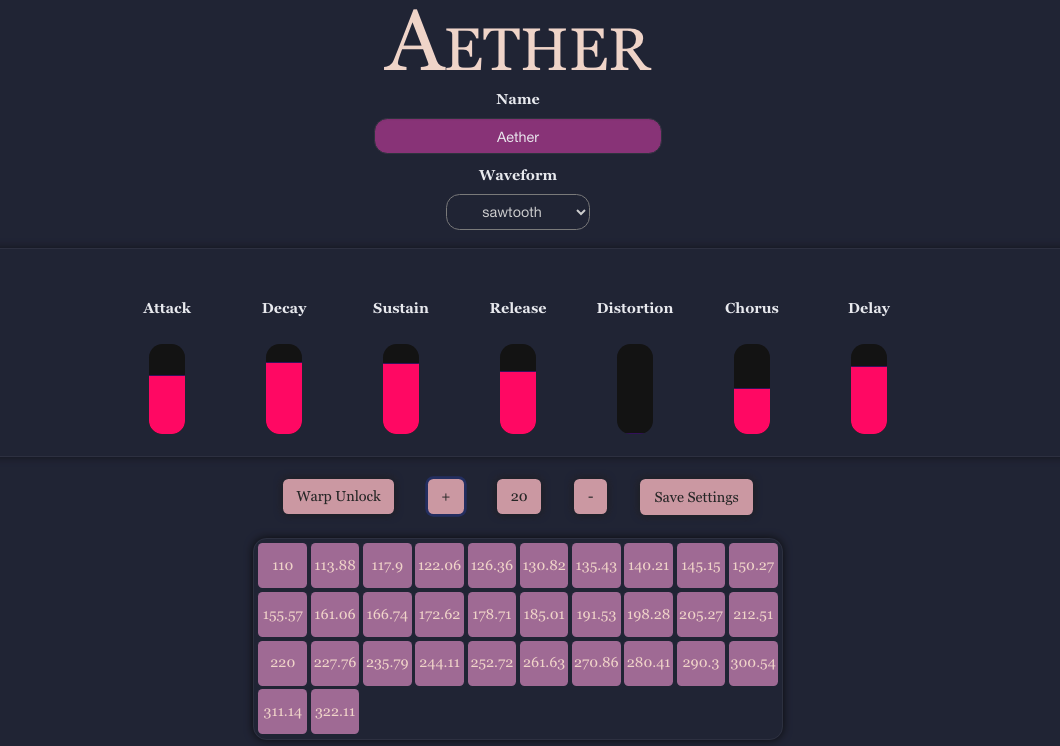 AETHER
Name
Aether
Waveform
sawtooth
Attack Decay Sustain Release Distortion Chorus Delay
Warp Unlock + 20 - Save Settings
110 113.88 117.9 122.06 126.36 130.82 135.43 140.21 145.15 150.27
155.57 161.06 166.74 172.62 178.71 185.01 191.53 198.28 205.27 212.51
220 227.76 235.79 244.11 252.72 261.63 270.86 280.41 290.3 300.54
311.14 322.11